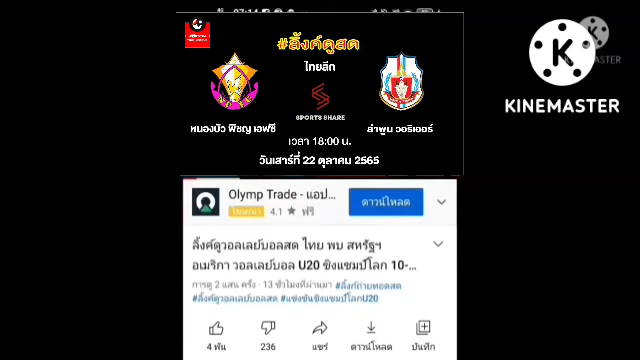 07:14
#ลิ้งค์ดูสด
ไทยลีก
SPORTS SHARE
หนองบัว พิชญ เอฟซี
ลำพูน วอริเออร์
เวลา 18:00 น.
วันเสาร์ที่ 22 ตุลาคม 2565
KINEMASTER
Olymp Trade - แอป...
โฆษณา 4.1 ★ ฟรี
ดาวน์โหลด
ลิ้งค์ดูวอลเลย์บอลสด ไทย พบ สหรัฐฯ
อเมริกา วอลเลย์บอล U20 ชิงแชมป์โลก 10-...
การดู 2 แสน ครั้ง · 13 ชั่วโมงที่ผ่านมา #ลิ้งก์ถ่ายทอดสด
#ลิ้งค์ดูวอลเลย์บอลสด #แข่งขันชิงแชมป์โลกU20
4 พัน
236
แชร์
ดาวน์โหลด
บันทึก